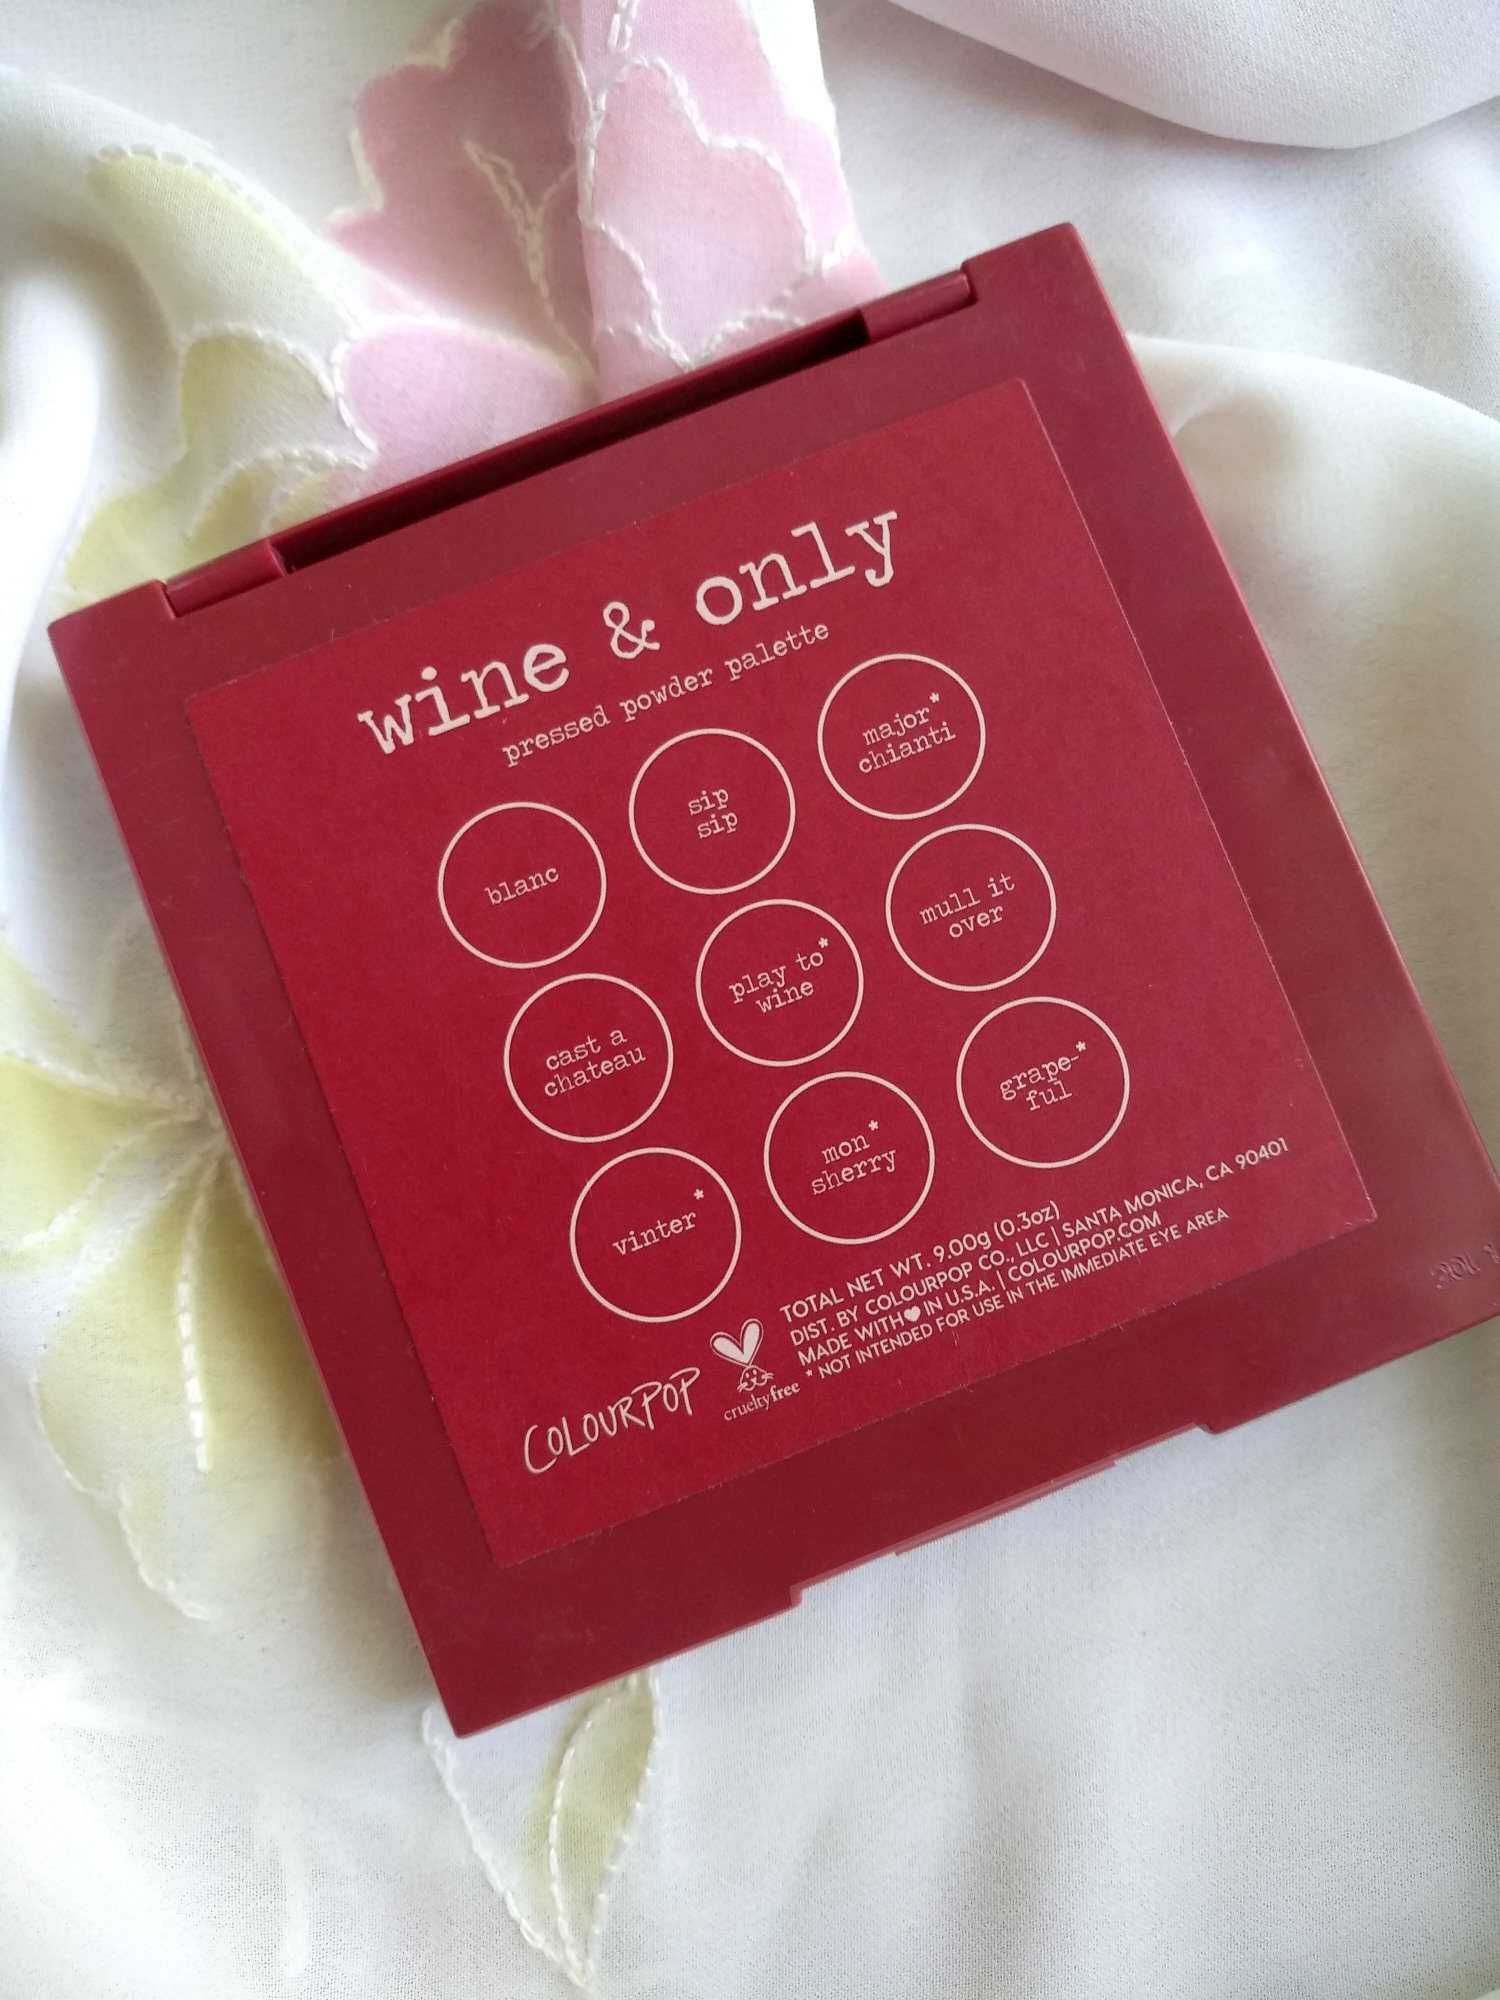 wine & only
pressed powder palette
blanc
sip
sip
major*
chianti
cast a
chateau
play to*
wine
mull it
over
vinter*
mon*
sherry
grape-*
ful
COLOURPOP
crueltyfree
TOTAL NET WT. 9.00g (0.3oz)
DIST. BY COLOURPOP CO., LLC | SANTA MONICA, CA 90401
MADE WITH♥IN U.S.A. | COLOURPOP.COM
* NOT INTENDED FOR USE IN THE IMMEDIATE EYE AREA